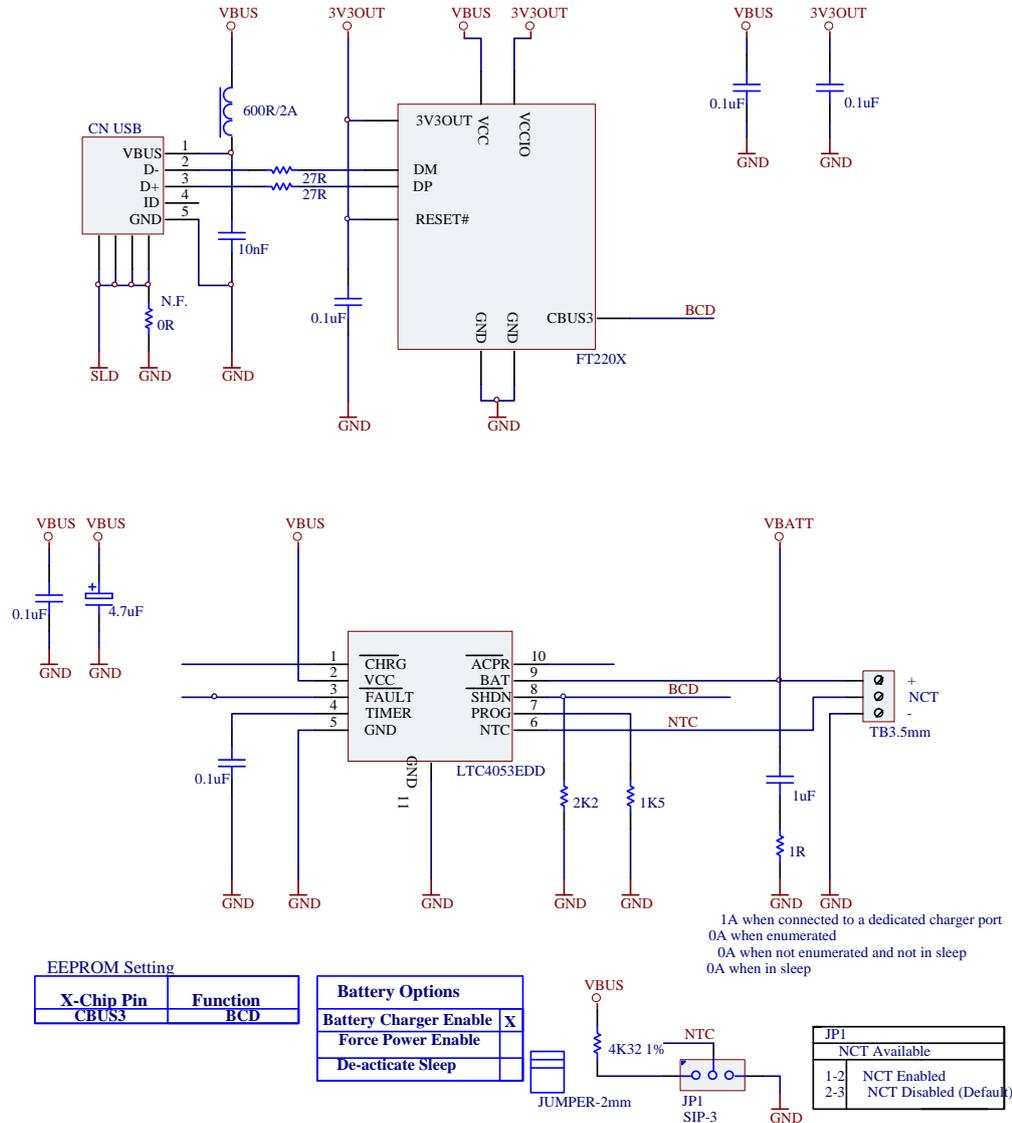 VBUS
3V3OUT
VBUS
3V3OUT
VBUS
3V3OUT
600R/2A
0.1uF
0.1uF
GND
GND
CN USB
VBUS
D-
D+
ID
GND
1
2
3
4
5
27R
27R
10nF
N.F.
0R
SLD
GND
GND
0.1uF
GND
3V3OUT
VCC
VCCIO
DM
DP
RESET#
GND
GND
CBUS3
BCD
FT220X
GND
VBUS
VBUS
VBUS
VBATT
0.1uF
4.7uF
GND
GND
1
2
3
4
5
CHRG
VCC
FAULT
TIMER
GND
ACPR
BAT
SHDN
PROG
NTC
10
9
8
7
6
BCD
NTC
+
NCT
-
TB3.5mm
GND
11
LTC4053EDD
0.1uF
2K2
1K5
1uF
1R
GND
GND
GND
GND
GND
GND
GND
1A when connected to a dedicated charger port
0A when enumerated
0A when not enumerated and not in sleep
0A when in sleep
EEPROM Setting
X-Chip Pin
Function
CBUS3
BCD
Battery Options
Battery Charger Enable
X
Force Power Enable
De-acticate Sleep
JUMPER-2mm
VBUS
4K32 1%
NTC
JP1
SIP-3
GND
JP1
NCT Available
1-2
NCT Enabled
2-3
NCT Disabled (Default)